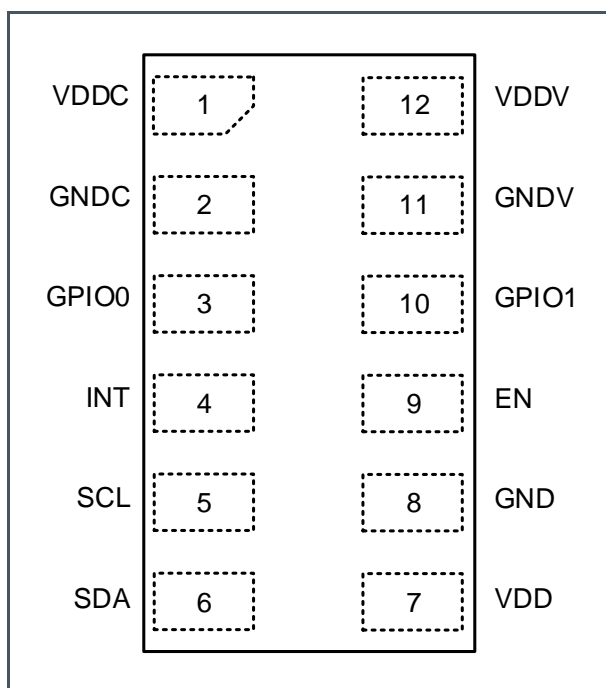 VDDC 1 12 VDDV
GNDC 2 11 GNDV
GPIO0 3 10 GPIO1
INT 4 9 EN
SCL 5 8 GND
SDA 6 7 VDD